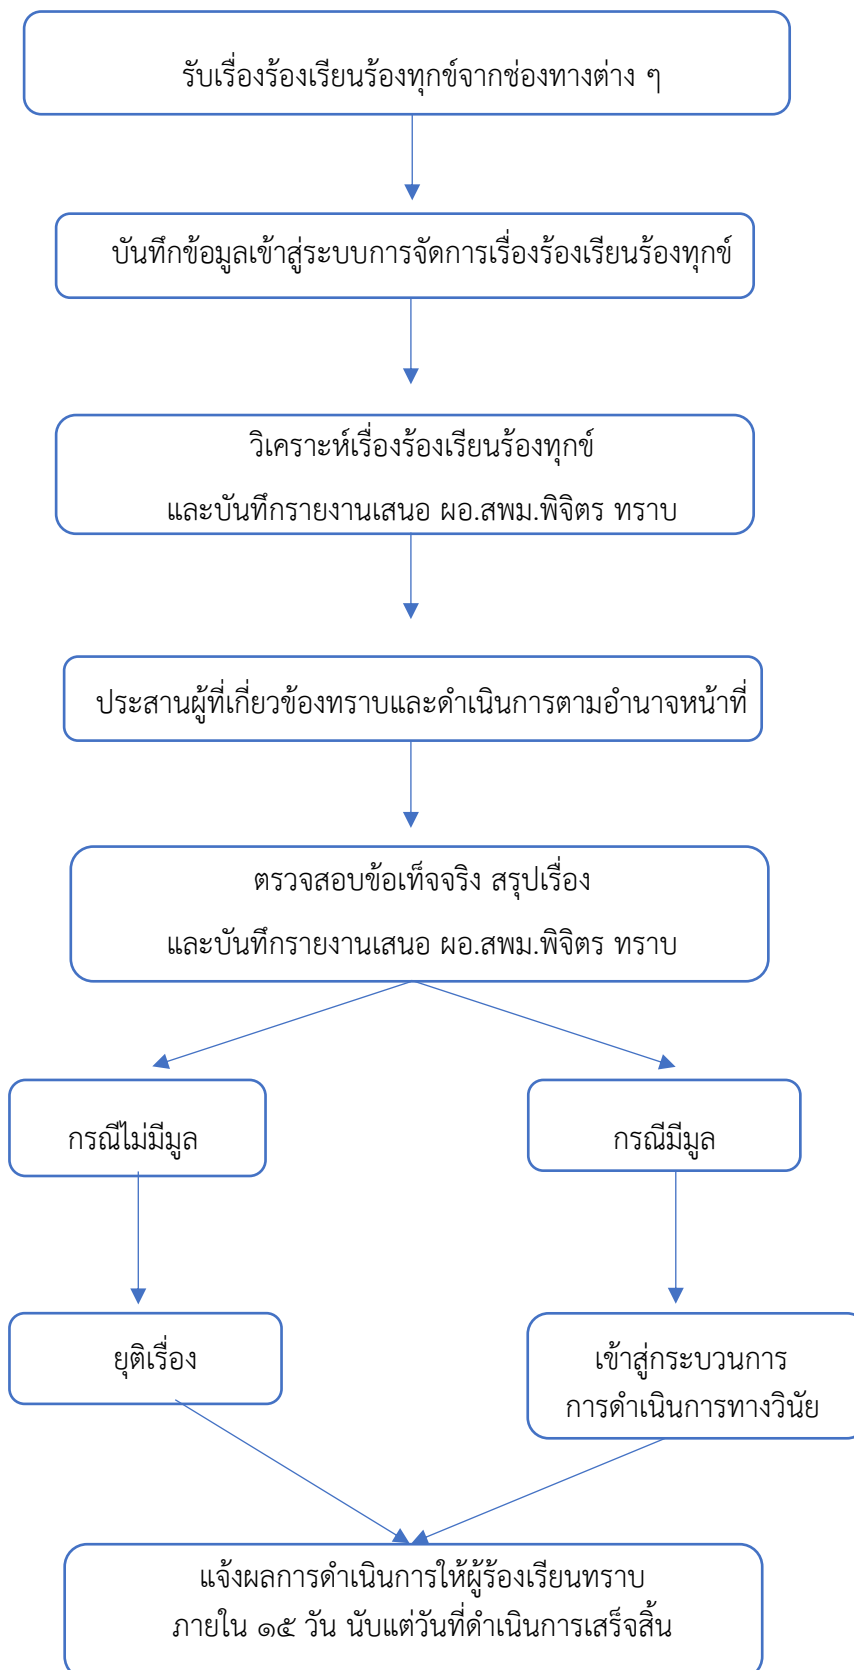 รับเรื่องร้องเรียนร้องทุกข์จากช่องทางต่าง ๆ
บันทึกข้อมูลเข้าสู่ระบบการจัดการเรื่องร้องเรียนร้องทุกข์
วิเคราะห์เรื่องร้องเรียนร้องทุกข์
และบันทึกรายงานเสนอ ผอ.สพม.พิจิตร ทราบ
ประสานผู้ที่เกี่ยวข้องทราบและดำเนินการตามอำนาจหน้าที่
ตรวจสอบข้อเท็จจริง สรุปเรื่อง
และบันทึกรายงานเสนอ ผอ.สพม.พิจิตร ทราบ
กรณีไม่มีมูล
กรณีมีมูล
ยุติเรื่อง
เข้าสู่กระบวนการ
การดำเนินการทางวินัย
แจ้งผลการดำเนินการให้ผู้ร้องเรียนทราบ
ภายใน ๑๕ วัน นับแต่วันที่ดำเนินการเสร็จสิ้น